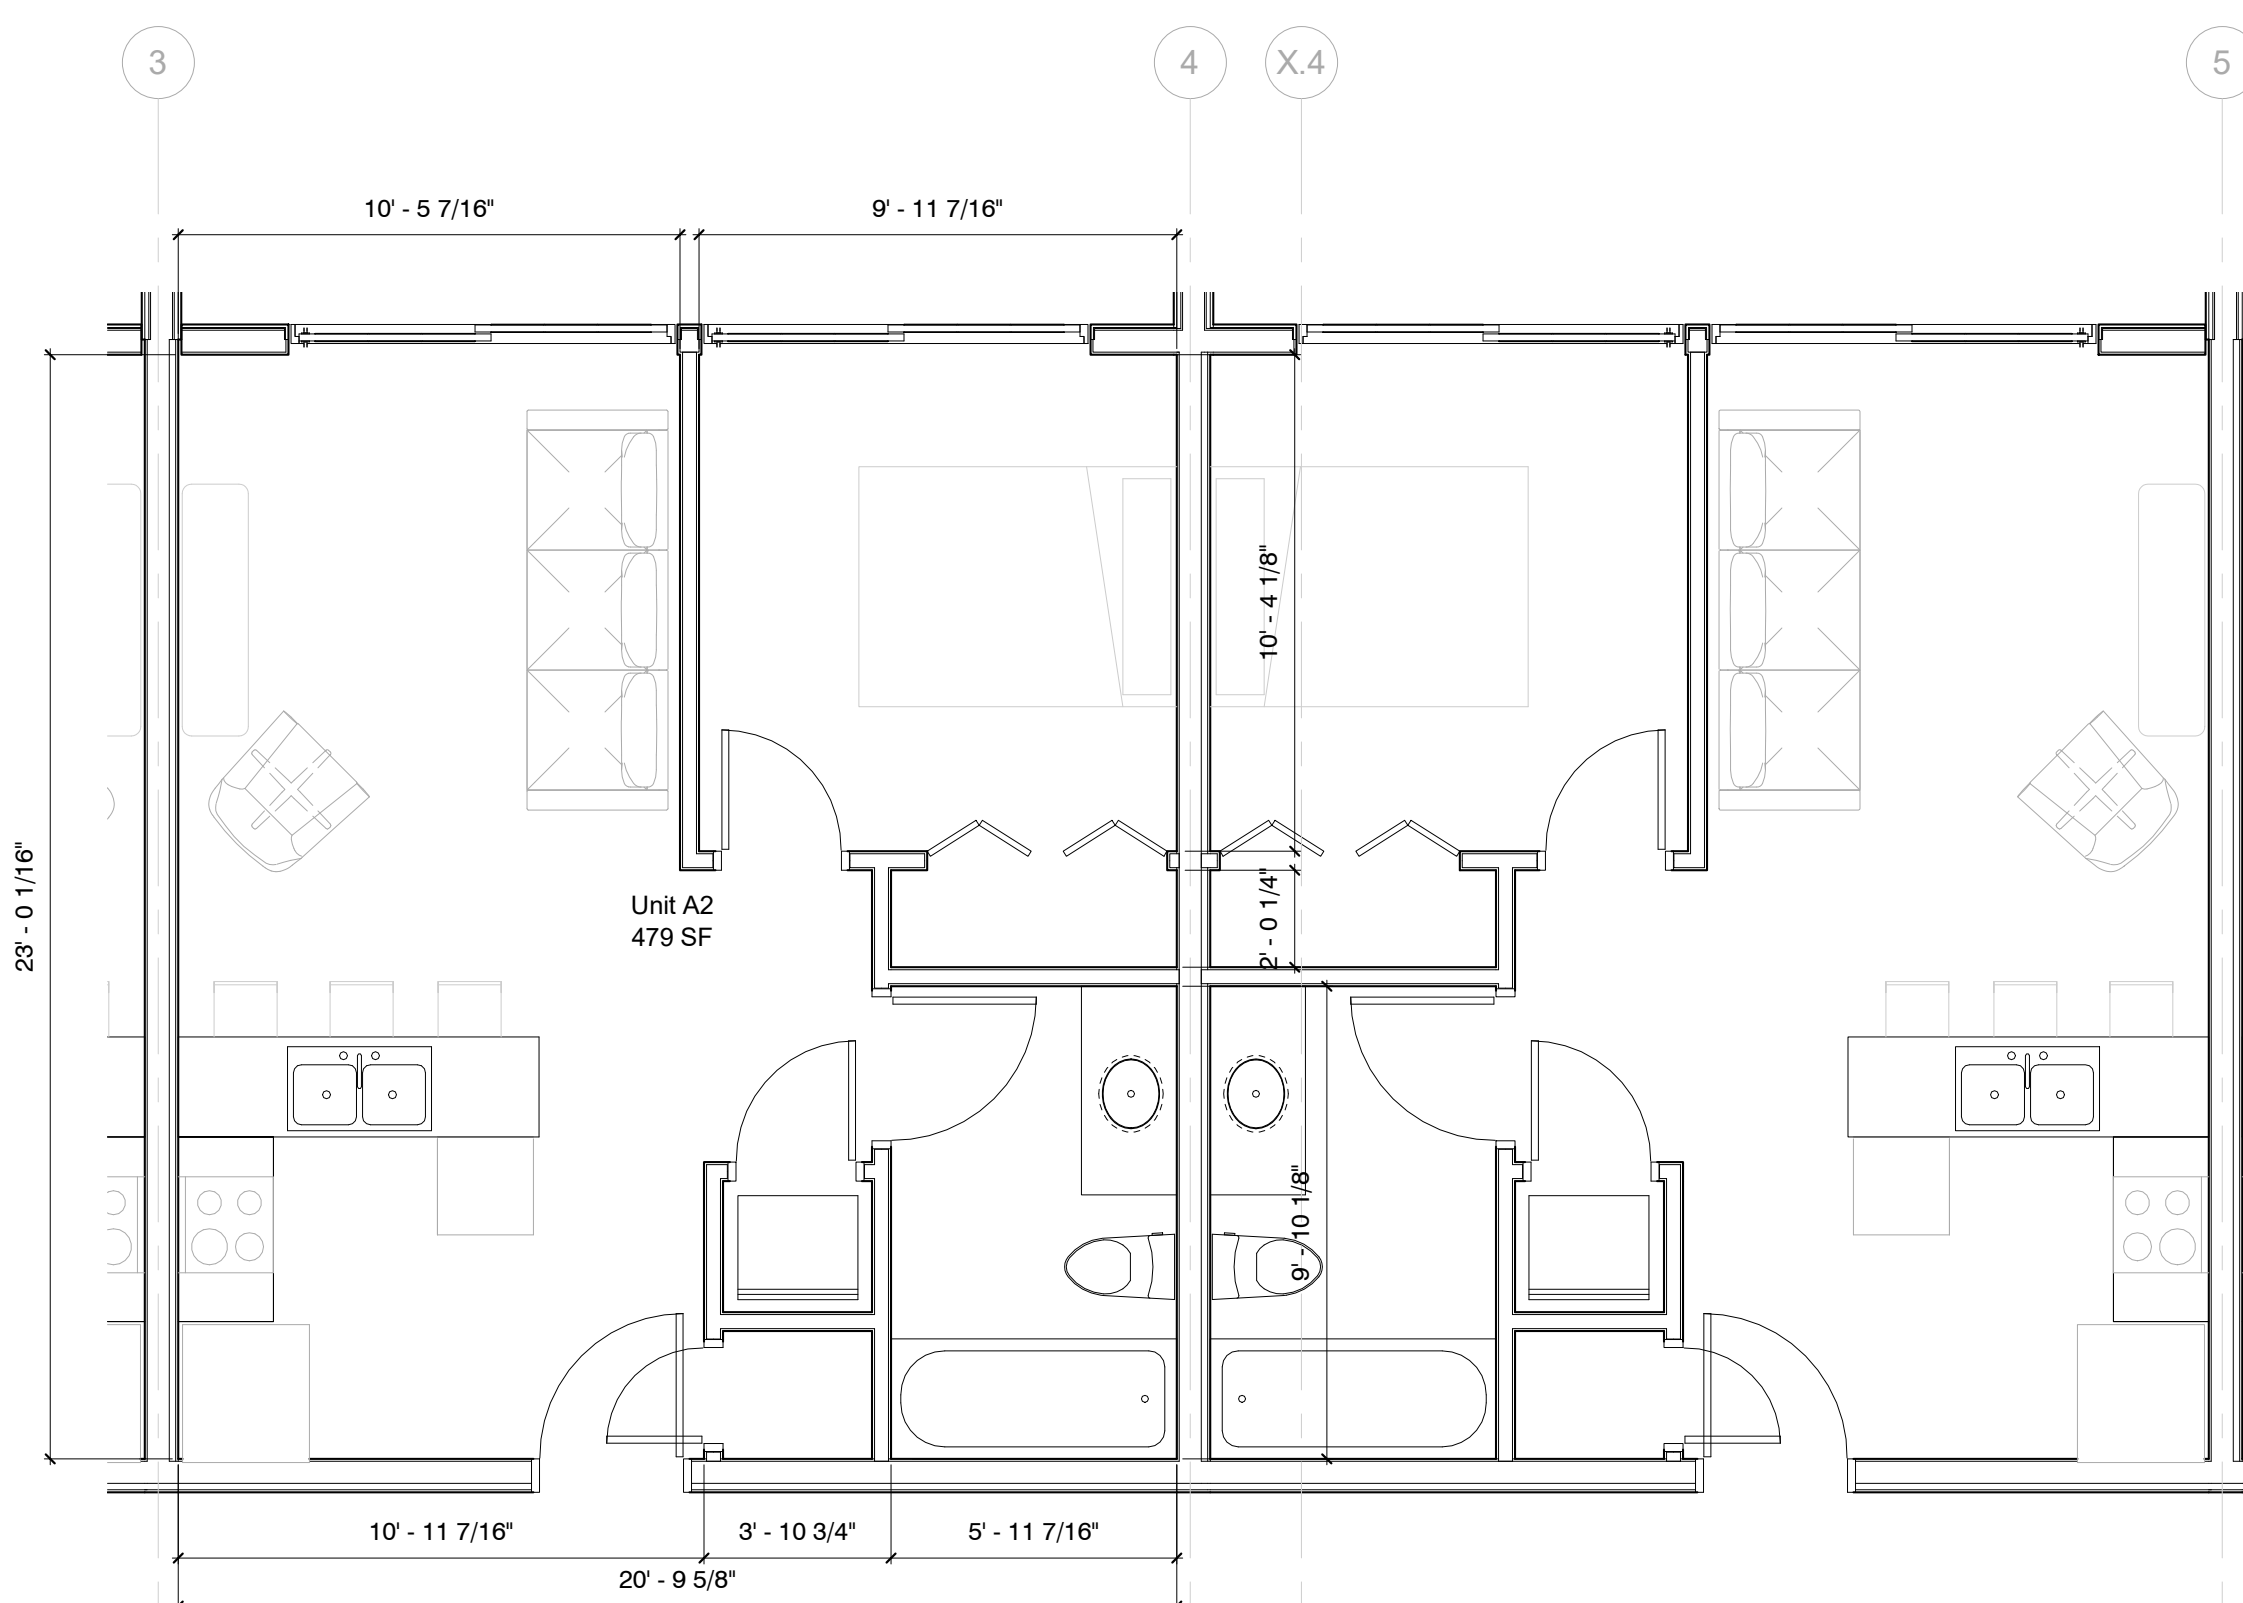 3
4
X.4
5
10' - 5 7/16"
9' - 11 7/16"
10' - 4 1/8"
23' - 0 1/16"
Unit A2
479 SF
2' - 0 1/4"
9' - 10 1/8"
10' - 11 7/16"
3' - 10 3/4"
5' - 11 7/16"
20' - 9 5/8"